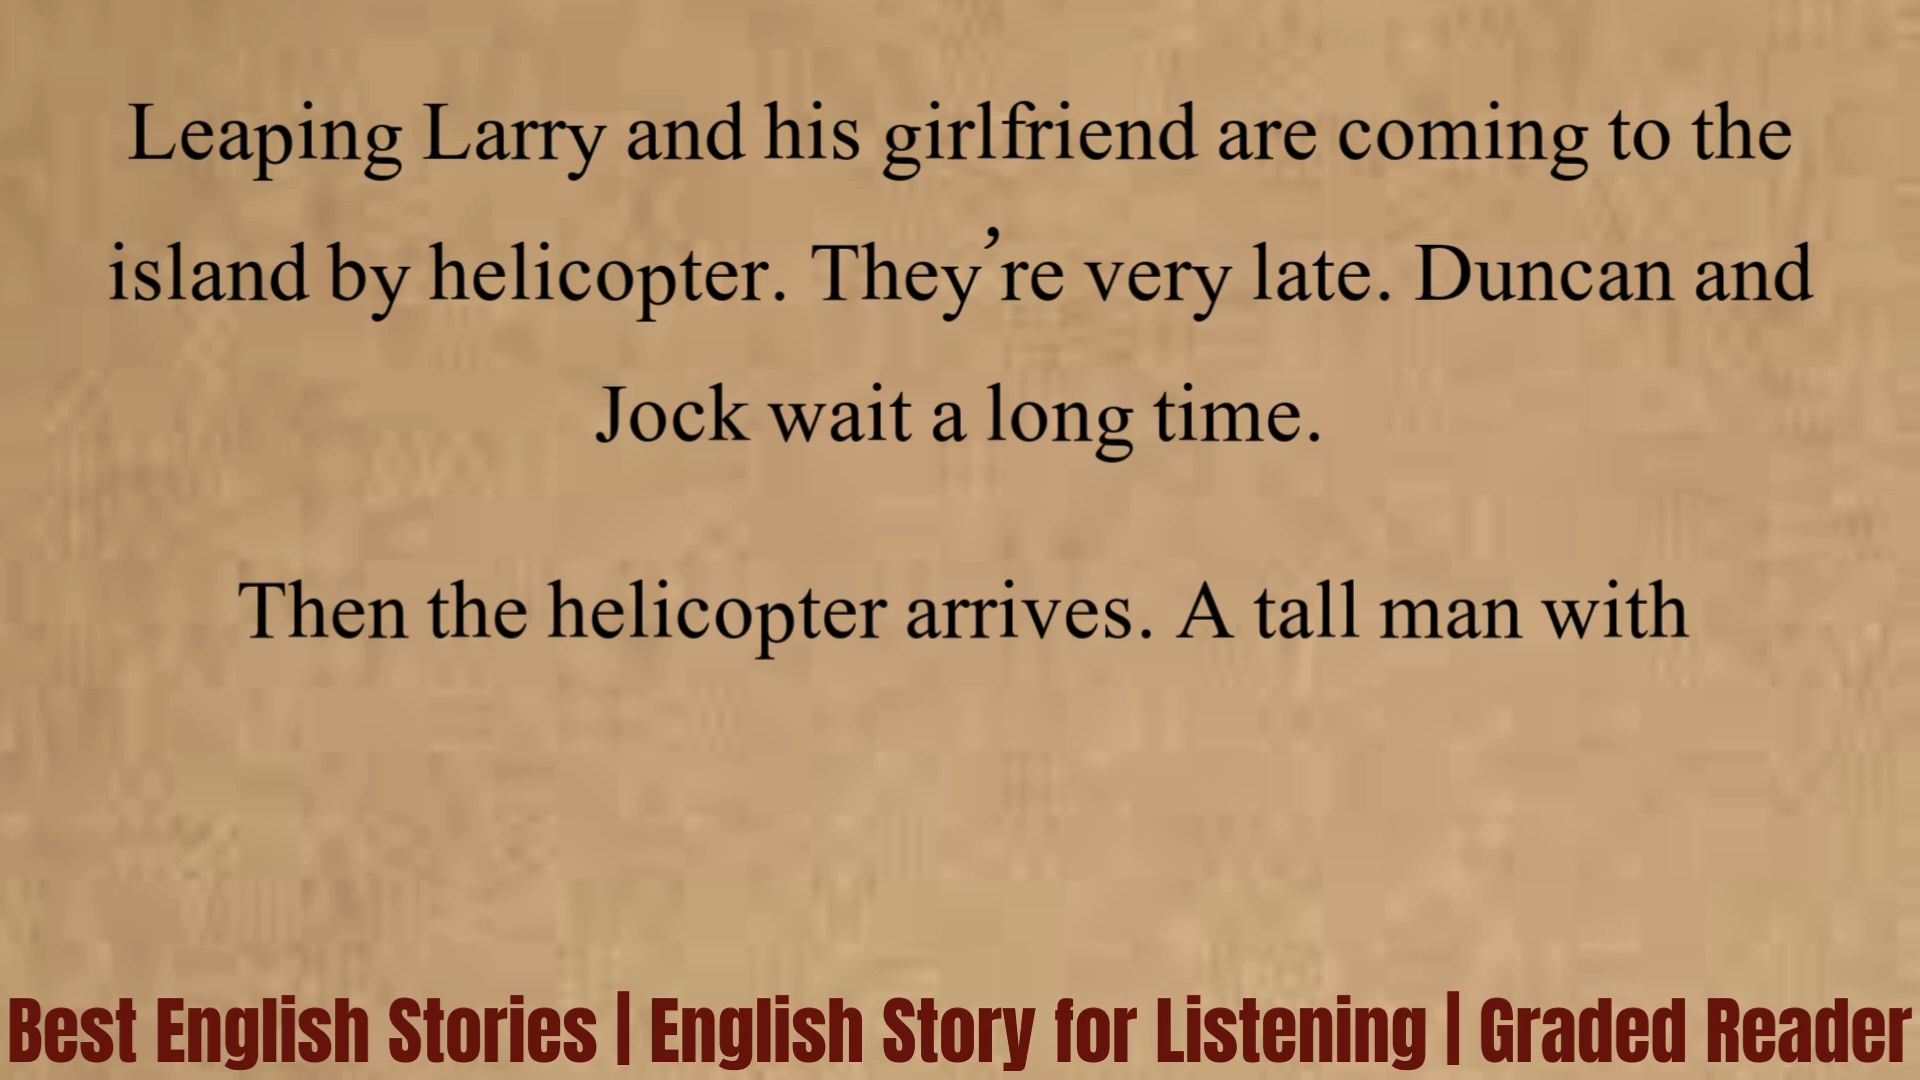 Leaping Larry and his girlfriend are coming to the
island by helicopter. They’re very late. Duncan and
Jock wait a long time.
Then the helicopter arrives. A tall man with
Best English Stories | English Story for Listening | Graded Reader